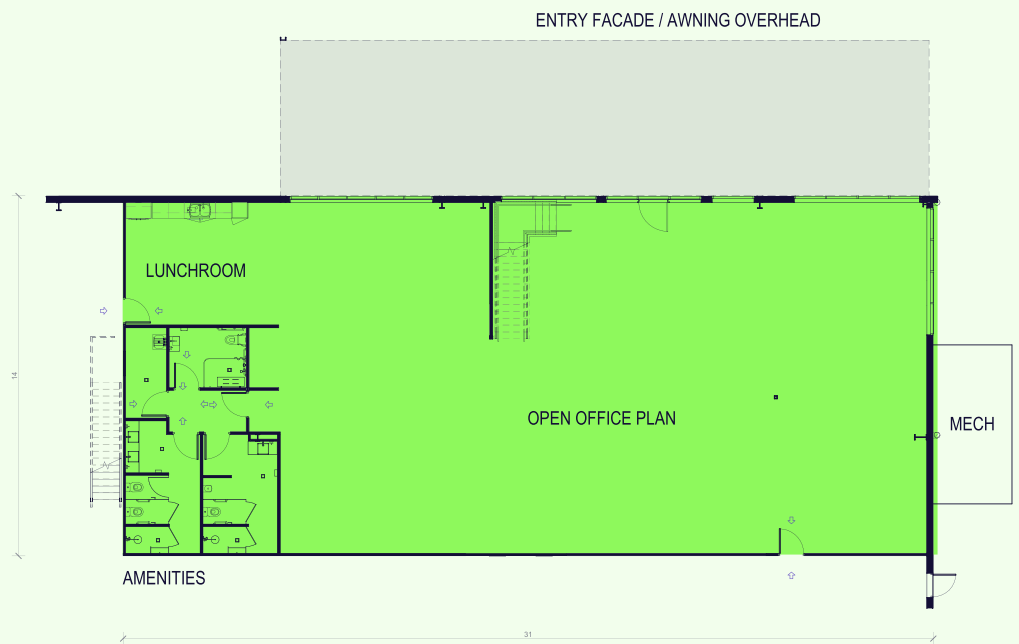 ENTRY FACADE / AWNING OVERHEAD
LUNCHROOM
14
OPEN OFFICE PLAN
MECH
AMENITIES
31